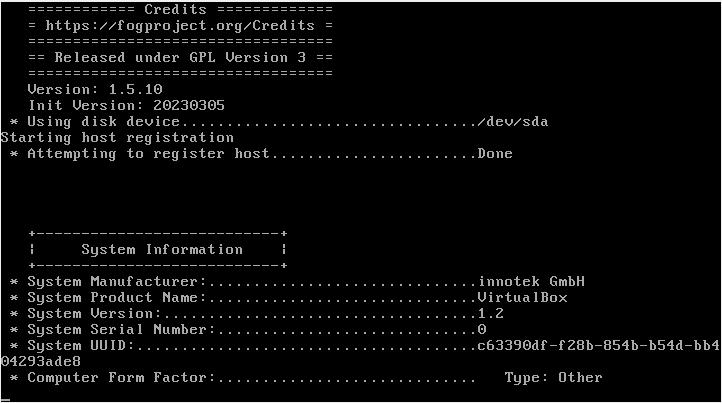 ============ Credits =============
= https://fogproject.org/Credits =
==================================
== Released under GPL Version 3 ==
==================================
Version: 1.5.10
Init Version: 20230305
* Using disk device................................/dev/sda
Starting host registration
* Attempting to register host.......................Done
+---------------------------+
| System Information |
+---------------------------+
* System Manufacturer:..............................innotek GmbH
* System Product Name:..............................VirtualBox
* System Version:...................................1.2
* System Serial Number:.............................0
* System UUID:......................................c63390df-f28b-854b-b54d-bb4
04293ade8
* Computer Form Factor:............................. Type: Other
_